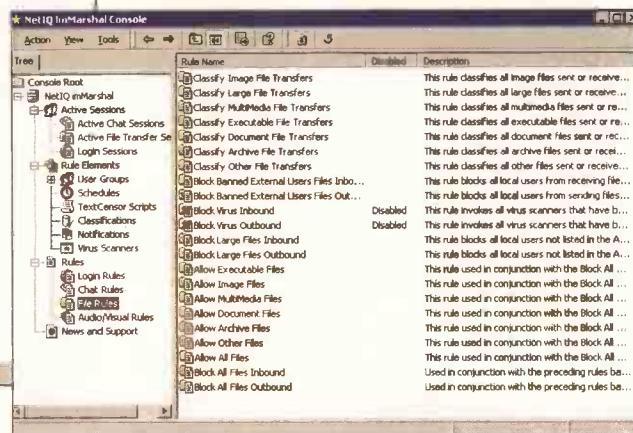 NetIQ imMarshal Console
Action View Tools
Tree
Console Root
NetIQ imMarshal
Active Sessions
Active Chat Sessions
Active File Transfer Se
Login Sessions
Rule Elements
User Groups
Schedules
TextCensor Scripts
Classifications
Notifications
Virus Scanners
Rules
Login Rules
Chat Rules
File Rules
Audio/Visual Rules
News and Support
Rule Name Disabled Description
Classify Image File Transfers This rule classifies all image files sent or receive...
Classify Large File Transfers This rule classifies all large files sent or receive...
Classify MultiMedia File Transfers This rule classifies all multimedia files sent or re...
Classify Executable File Transfers This rule classifies all executable files sent or re...
Classify Document File Transfers This rule classifies all document files sent or rec...
Classify Archive File Transfers This rule classifies all archive files sent or recei...
Classify Other File Transfers This rule classifies all other files sent or receive...
Block Banned External Users Files Inbo... This rule blocks all local users from receiving file...
Block Banned External Users Files Out... This rule blocks all local users from sending files...
Block Virus Inbound Disabled This rule invokes all virus scanners that have b...
Block Virus Outbound Disabled This rule invokes all virus scanners that have b...
Block Large Files Inbound This rule blocks all local users not listed in the A...
Block Large Files Outbound This rule blocks all local users not listed in the A...
Allow Executable Files This rule used in conjunction with the Block All ...
Allow Image Files This rule used in conjunction with the Block All ...
Allow MultiMedia Files This rule used in conjunction with the Block All ...
Allow Document Files This rule used in conjunction with the Block All ...
Allow Archive Files This rule used in conjunction with the Block All ...
Allow Other Files This rule used in conjunction with the Block All ...
Allow All Files This rule used in conjunction with the Block All ...
Block All Files Inbound Used in conjunction with the preceding rules ba...
Block All Files Outbound Used in conjunction with the preceding rules ba...